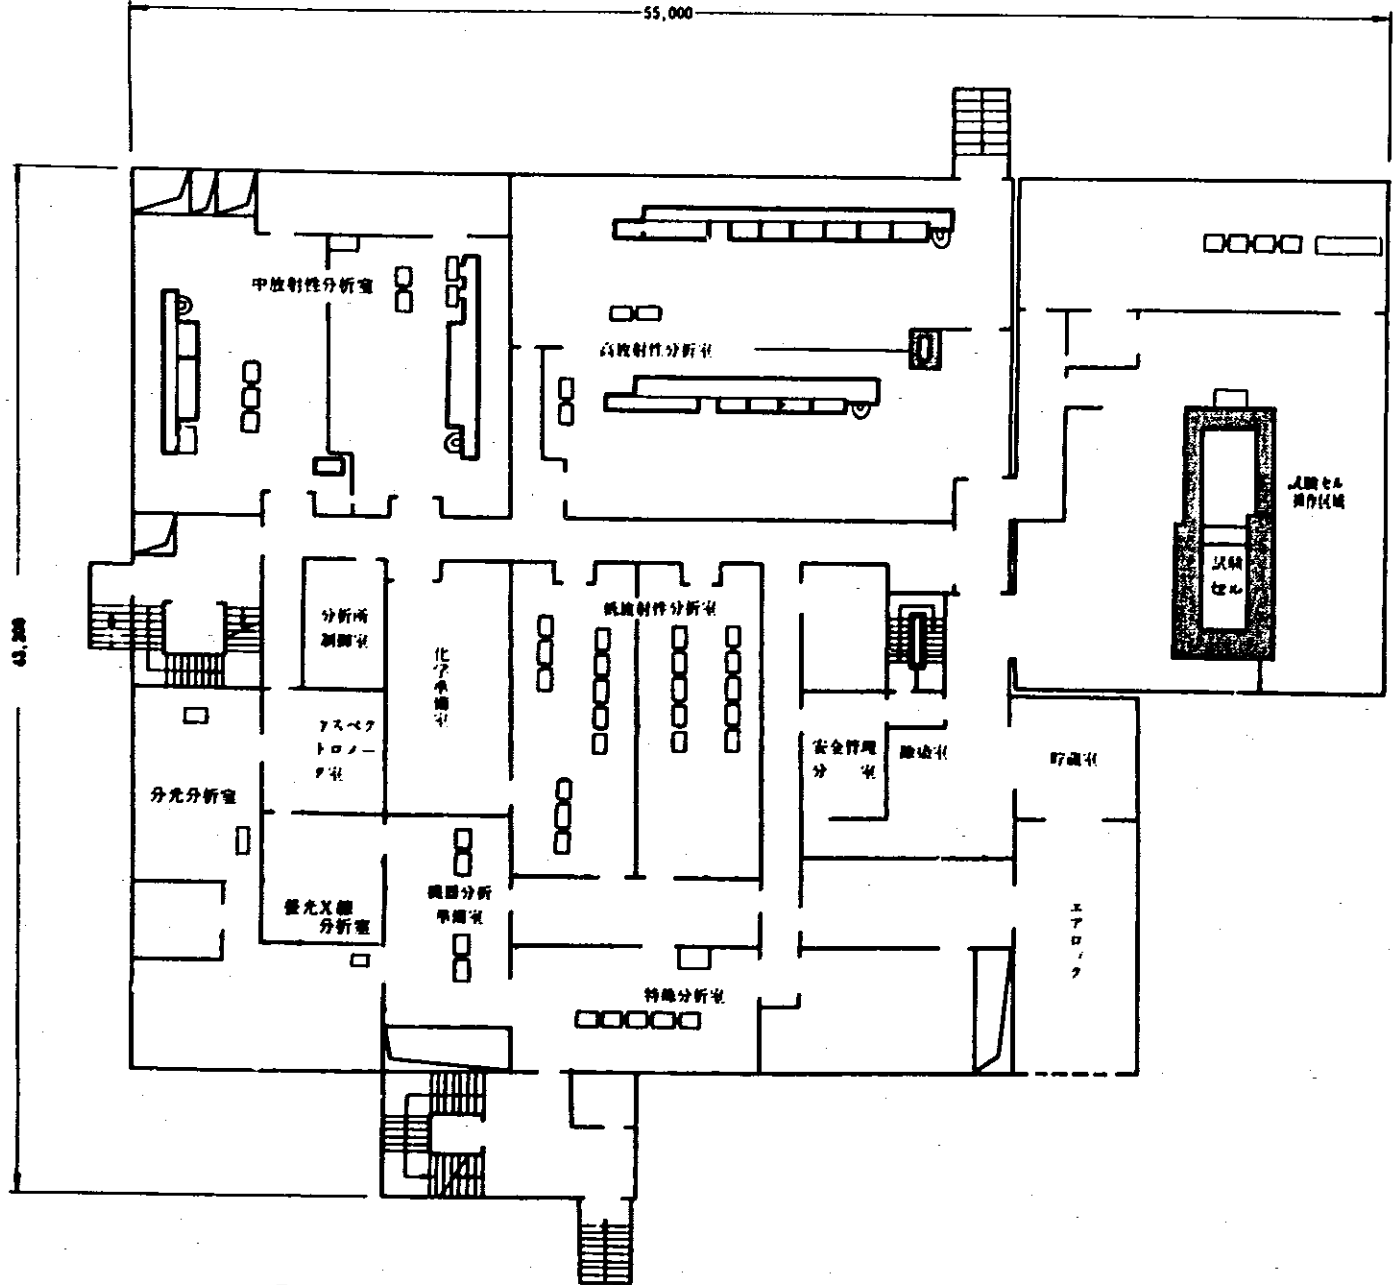 55,000
中放射性分析室
高放射性分析室
試験セル
操作区域
試験
セル
43,200
分析所
制御室
低放射性分析室
化学準備室
γスペク
トロメー
タ室
安全管理
分 室
除染室
貯蔵室
分光分析室
螢光X線
分析室
機器分析
準備室
エアロック
特殊分析室